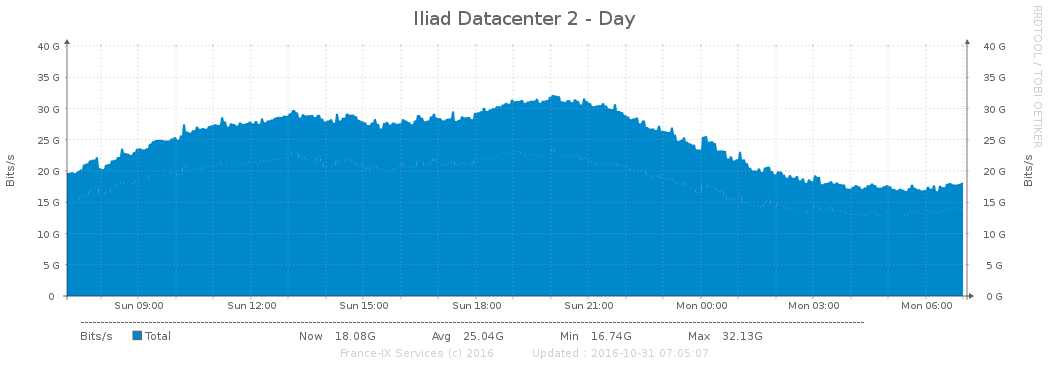 Iliad Datacenter 2 - Day
RRDTOOL / TOBI OETIKER
40 G 40 G
35 G 35 G
30 G 30 G
25 G 25 G
20 G 20 G
15 G 15 G
10 G 10 G
5 G 5 G
0 0 G
Bits/s
Bits/s
Sun 09:00 Sun 12:00 Sun 15:00 Sun 18:00 Sun 21:00 Mon 00:00 Mon 03:00 Mon 06:00
Bits/s Total Now 18.08G Avg 25.04G Min 16.74G Max 32.13G
France-IX Services (c) 2016 Updated : 2016-10-31 07:05:07